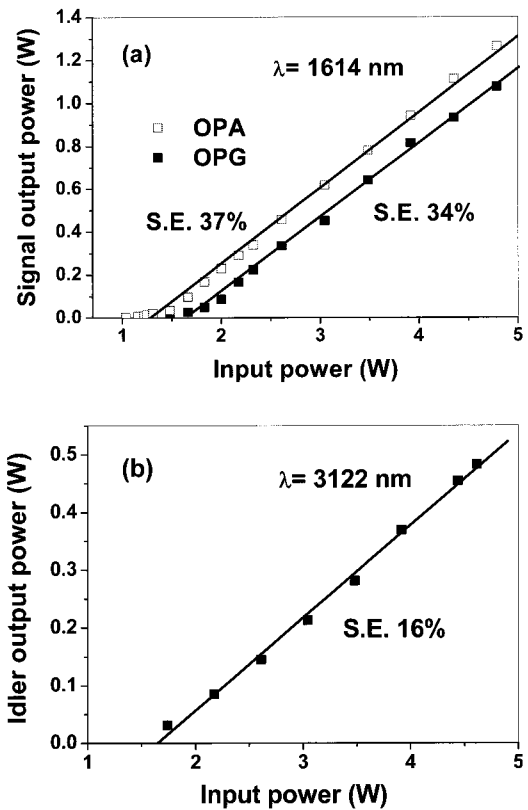 1.4
1.2
1.0
0.8
0.6
0.4
0.2
0.0
Signal output power (W)
(a)
λ= 1614 nm
OPA
OPG
S.E. 37%
S.E. 34%
1 2 3 4 5
Input power (W)
0.5
0.4
0.3
0.2
0.1
0.0
Idler output power (W)
(b)
λ= 3122 nm
S.E. 16%
1 2 3 4 5
Input power (W)